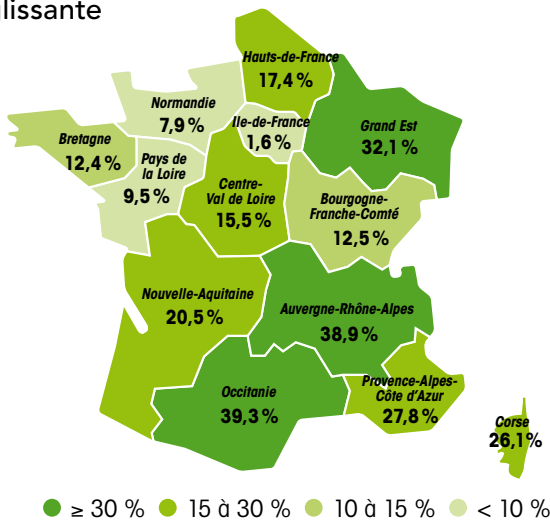 lissante
Hauts-de-France
17,4 %
Normandie
7,9 %
Ile-de-France
1,6 %
Grand Est
32,1 %
Bretagne
12,4 %
Pays de
la Loire
9,5 %
Centre-
Val de Loire
15,5 %
Bourgogne-
Franche-Comté
12,5 %
Nouvelle-Aquitaine
20,5 %
Auvergne-Rhône-Alpes
38,9 %
Occitanie
39,3 %
Provence-Alpes-
Côte d'Azur
27,8 %
Corse
26,1 %
≥ 30 % 15 à 30 % 10 à 15 % < 10 %